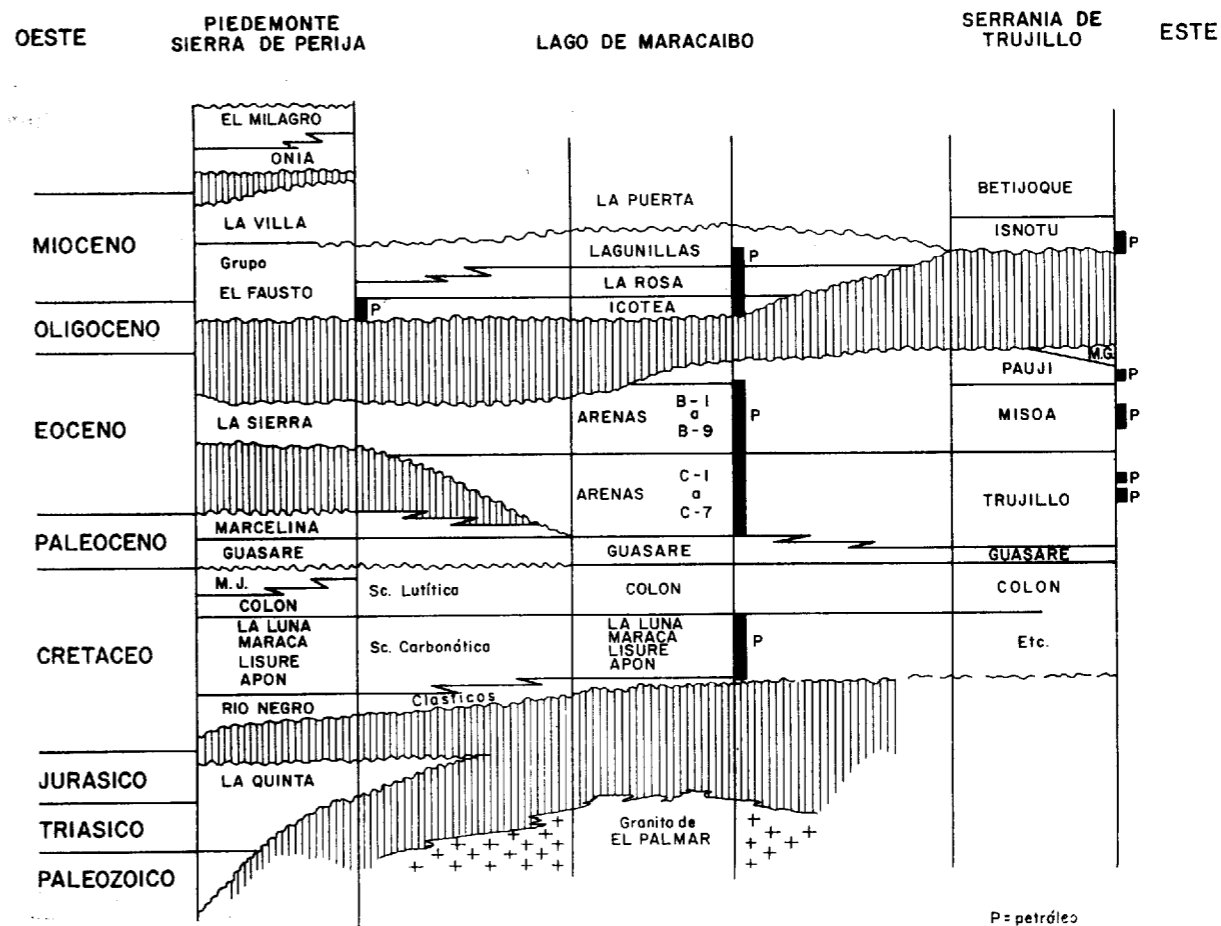 OESTE
PIEDEMONTE
SIERRA DE PERIJA
LAGO DE MARACAIBO
SERRANIA DE
TRUJILLO
ESTE
MIOCENO
OLIGOCENO
EOCENO
PALEOCENO
CRETACEO
JURASICO
TRIASICO
PALEOZOICO
EL MILAGRO
ONIA
LA VILLA
Grupo
EL FAUSTO
P
LA SIERRA
MARCELINA
GUASARE
M.J.
COLON
LA LUNA
MARACA
LISURE
APON
RIO NEGRO
LA QUINTA
Sc. Lutítica
Sc. Carbonática
Clásticos
LA PUERTA
LAGUNILLAS
P
LA ROSA
ICOTEA
ARENAS
B-1
a
B-9
P
ARENAS
C-1
a
C-7
GUASARE
COLON
LA LUNA
MARACA
LISURE
APON
P
Granito de
EL PALMAR
BETIJOQUE
ISNOTU
P
M.G.
PAUJI
P
MISOA
P
TRUJILLO
P
P
GUASARE
COLON
Etc.
P = petróleo